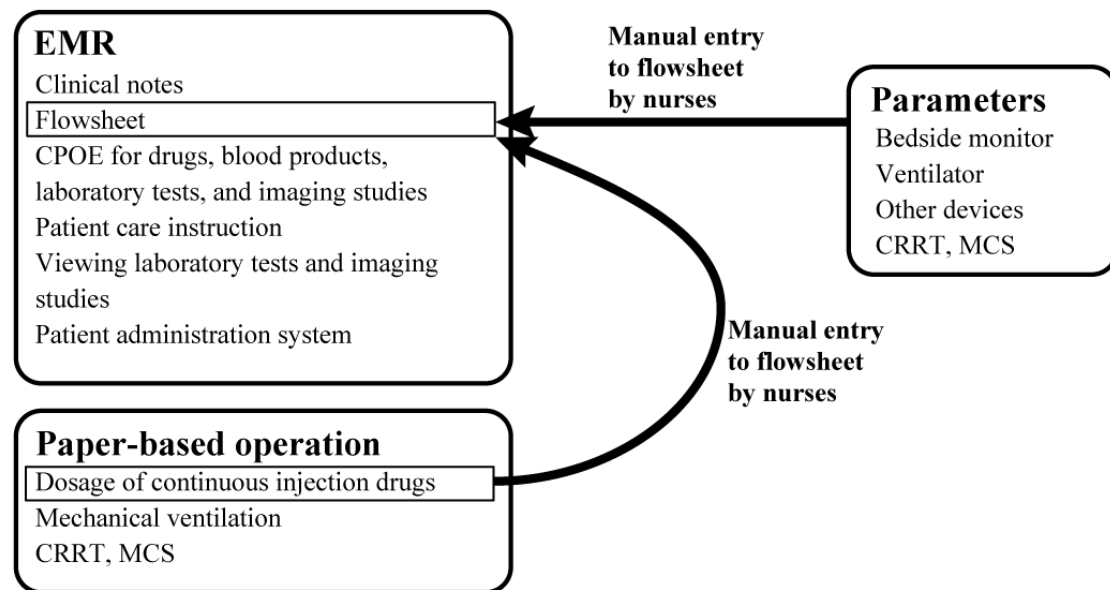 EMR
Clinical notes
Flowsheet
CPOE for drugs, blood products,
laboratory tests, and imaging studies
Patient care instruction
Viewing laboratory tests and imaging
studies
Patient administration system
Manual entry
to flowsheet
by nurses
Parameters
Bedside monitor
Ventilator
Other devices
CRRT, MCS
Manual entry
to flowsheet
by nurses
Paper-based operation
Dosage of continuous injection drugs
Mechanical ventilation
CRRT, MCS